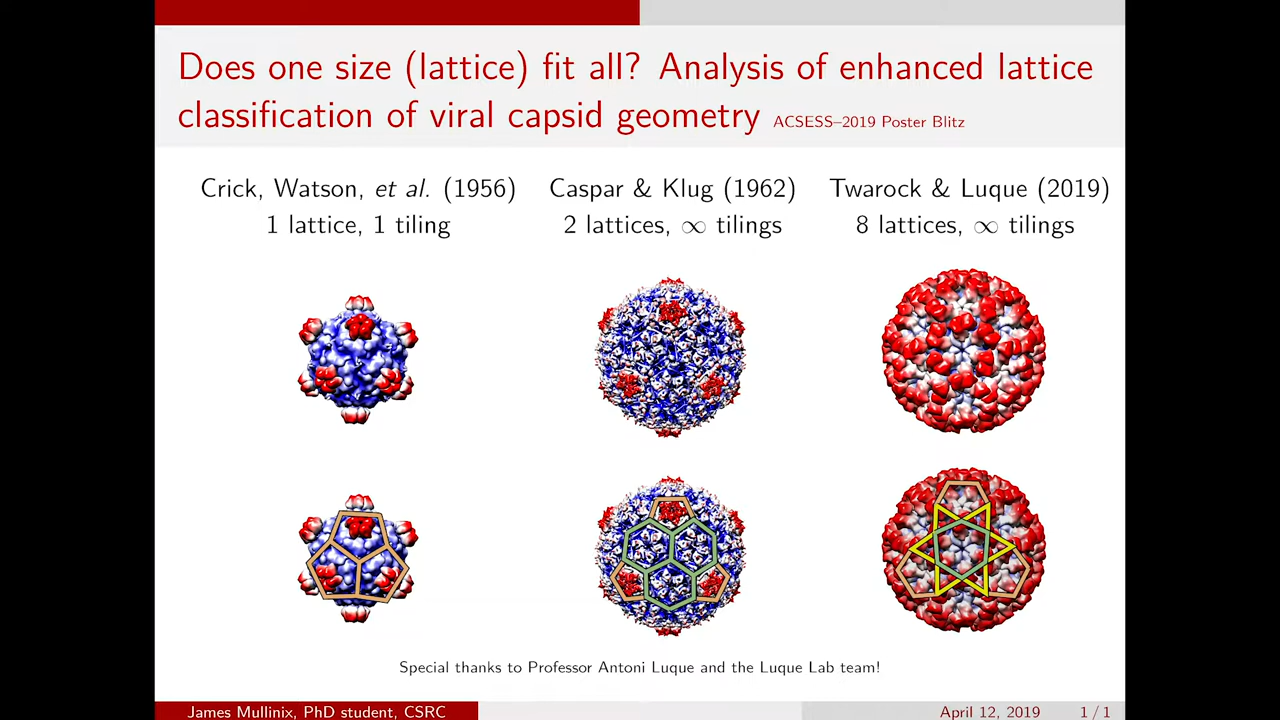 Does one size (lattice) fit all? Analysis of enhanced lattice
classification of viral capsid geometry ACSESS–2019 Poster Blitz
Crick, Watson, et al. (1956)
1 lattice, 1 tiling
Caspar & Klug (1962)
2 lattices, ∞ tilings
Twarock & Luque (2019)
8 lattices, ∞ tilings
Special thanks to Professor Antoni Luque and the Luque Lab team!
James Mullinix, PhD student, CSRC
April 12, 2019
1 / 1